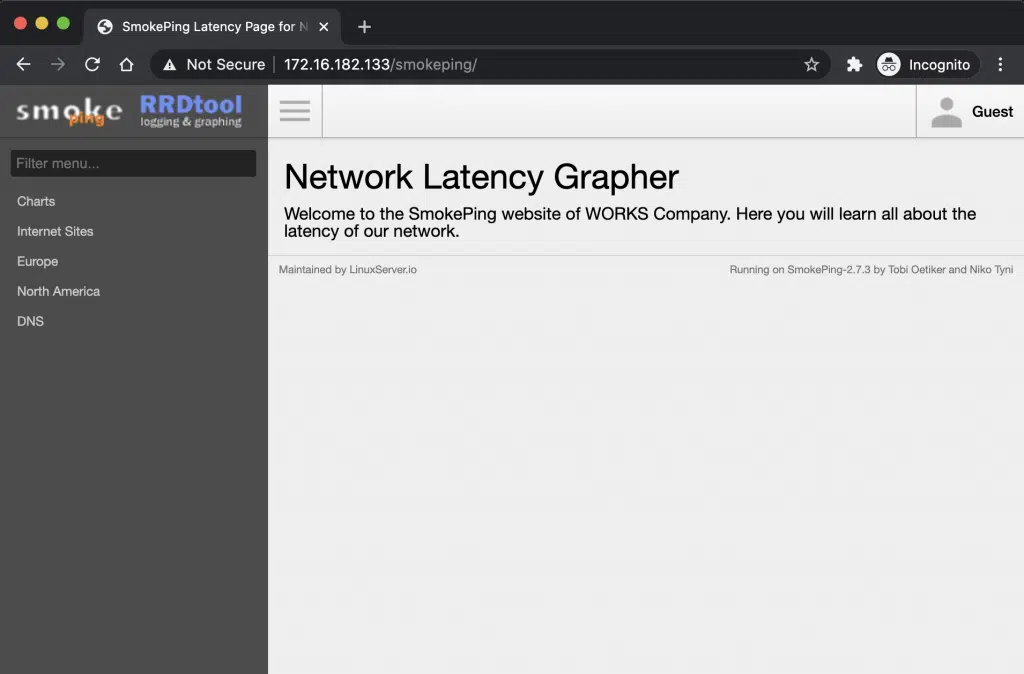 SmokePing Latency Page for N
Not Secure
172.16.182.133/smokeping/
Incognito
smoke
ping
RRDtool
logging & graphing
Guest
Filter menu...
Charts
Internet Sites
Europe
North America
DNS
Network Latency Grapher
Welcome to the SmokePing website of WORKS Company. Here you will learn all about the
latency of our network.
Maintained by LinuxServer.io
Running on SmokePing-2.7.3 by Tobi Oetiker and Niko Tyni